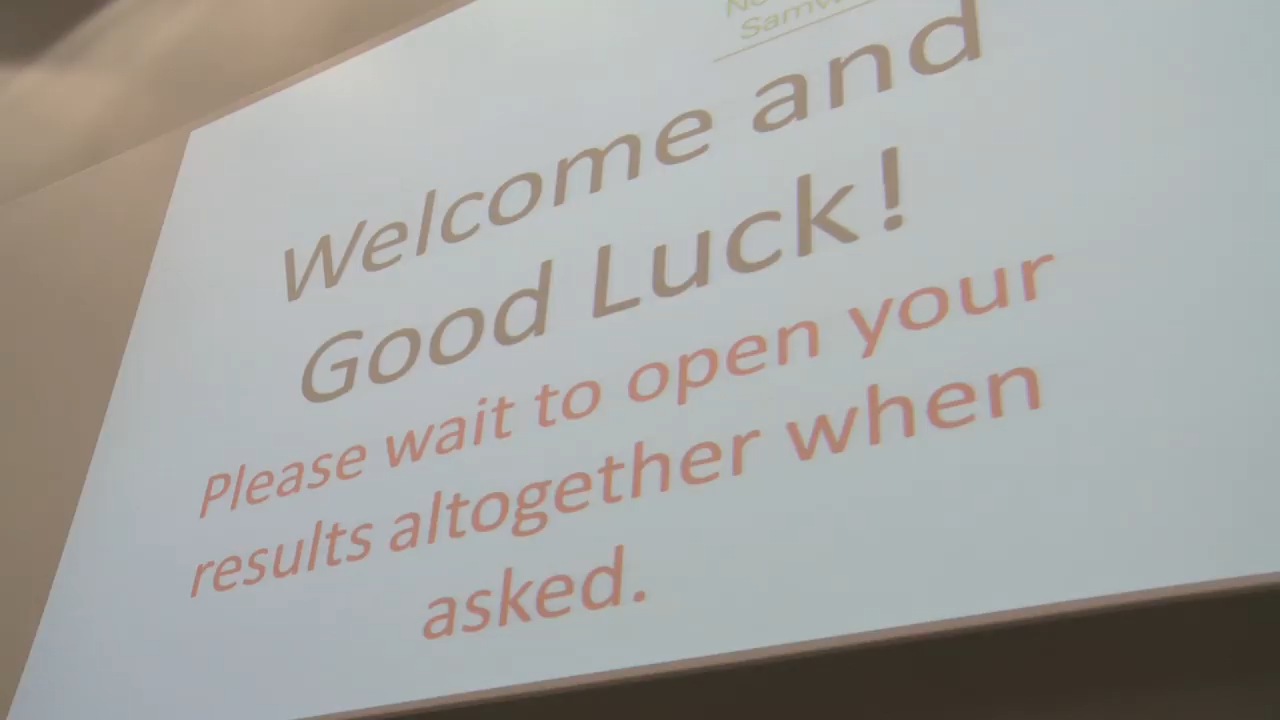 Welcome and
Good Luck!
Please wait to open your
results altogether when
asked.